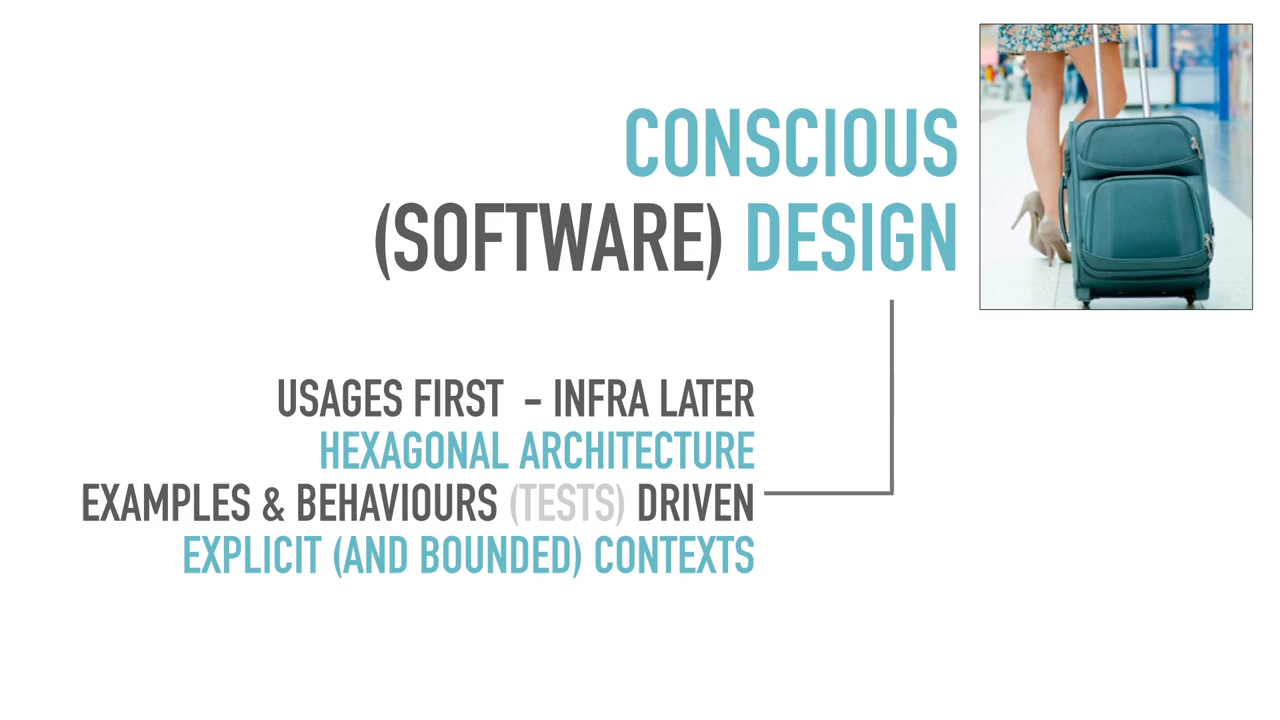 CONSCIOUS
(SOFTWARE) DESIGN
USAGES FIRST – INFRA LATER
HEXAGONAL ARCHITECTURE
EXAMPLES & BEHAVIOURS (TESTS) DRIVEN
EXPLICIT (AND BOUNDED) CONTEXTS